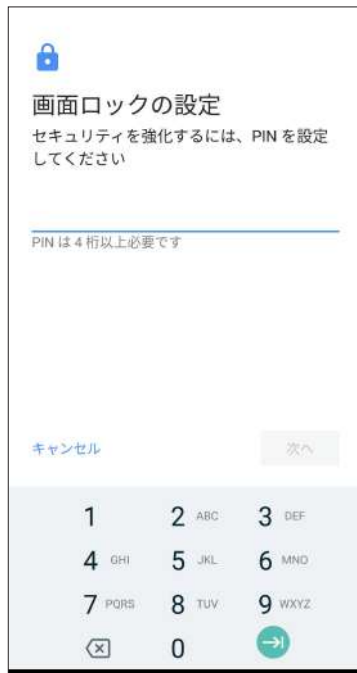 画面ロックの設定
セキュリティを強化するには、PIN を設定
してください
PIN は 4 桁以上必要です
キャンセル 次へ
1 2 ABC 3 DEF
4 GHI 5 JKL 6 MNO
7 PQRS 8 TUV 9 WXYZ
0